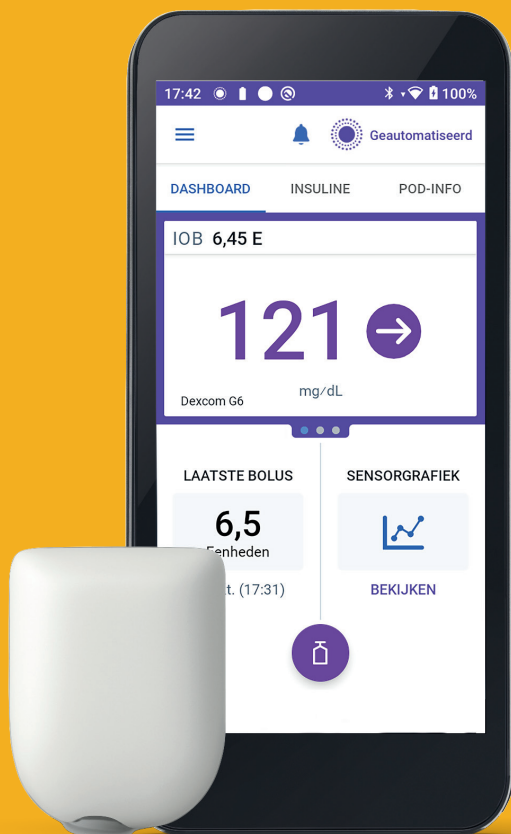 17:42 100%
Geautomatiseerd
DASHBOARD INSULINE POD-INFO
IOB 6,45 E
121
mg/dL
Dexcom G6
LAATSTE BOLUS SENSORGRAFIEK
6,5
Eenheden
t. (17:31) BEKIJKEN